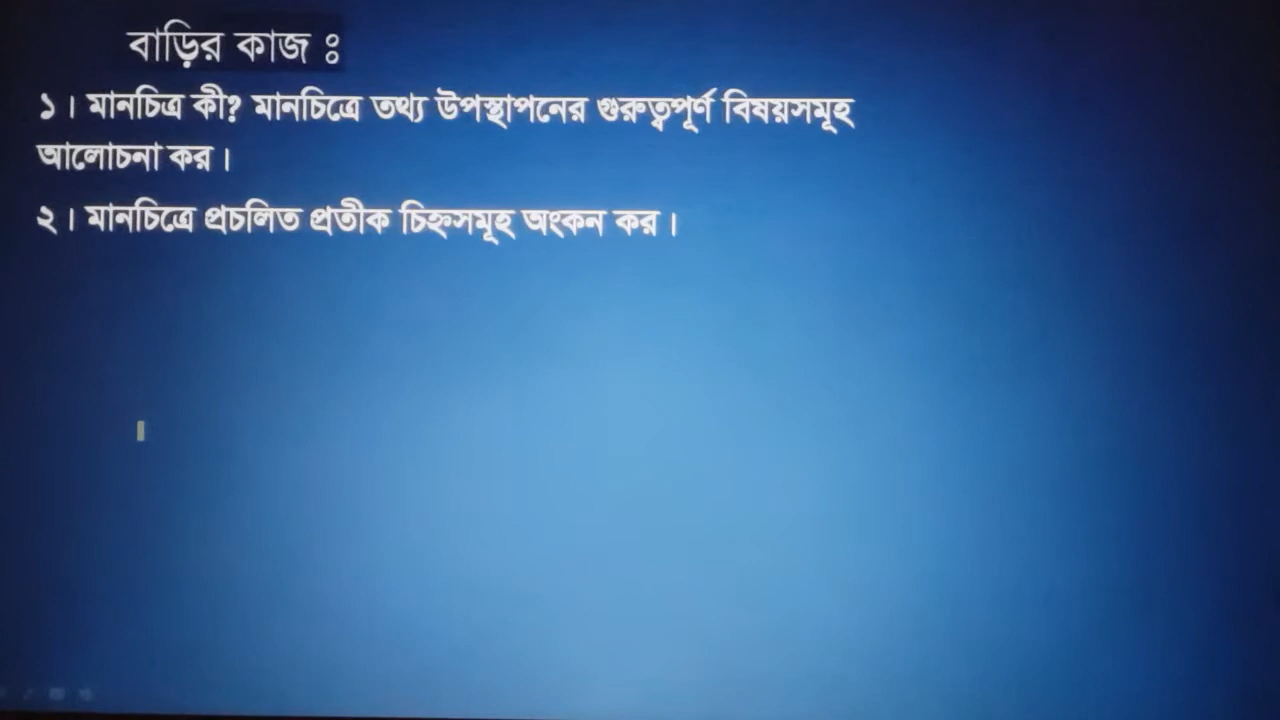 বাড়ির কাজ ঃ
১। মানচিত্র কী? মানচিত্রে তথ্য উপস্থাপনের গুরুত্বপূর্ণ বিষয়সমূহ
আলোচনা কর।
২। মানচিত্রে প্রচলিত প্রতীক চিহ্নসমূহ অংকন কর।